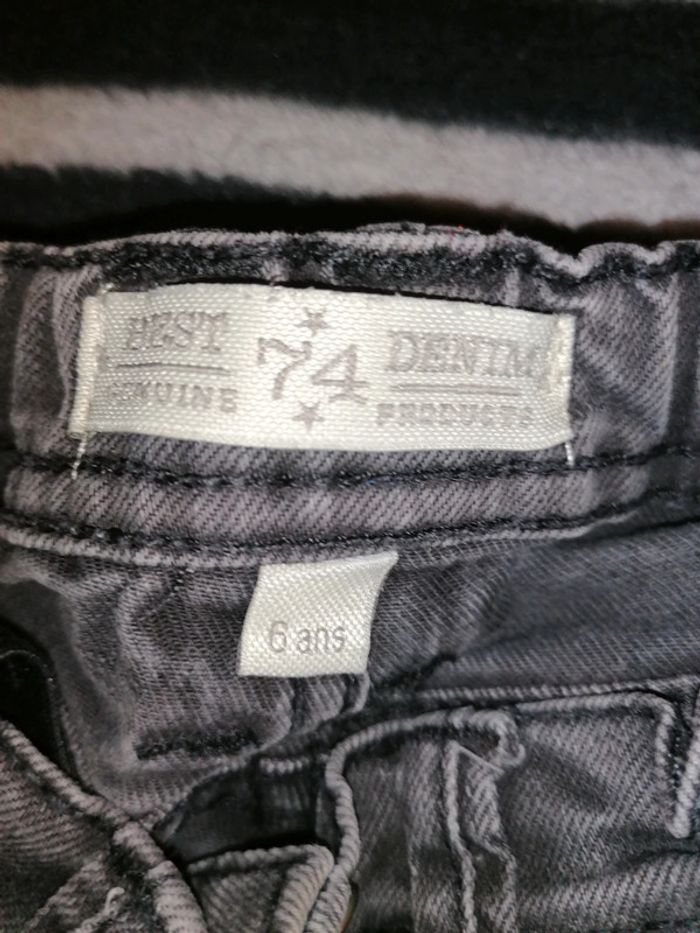 BEST 74 DENIM
GENUINE PRODUCTS
6 ans